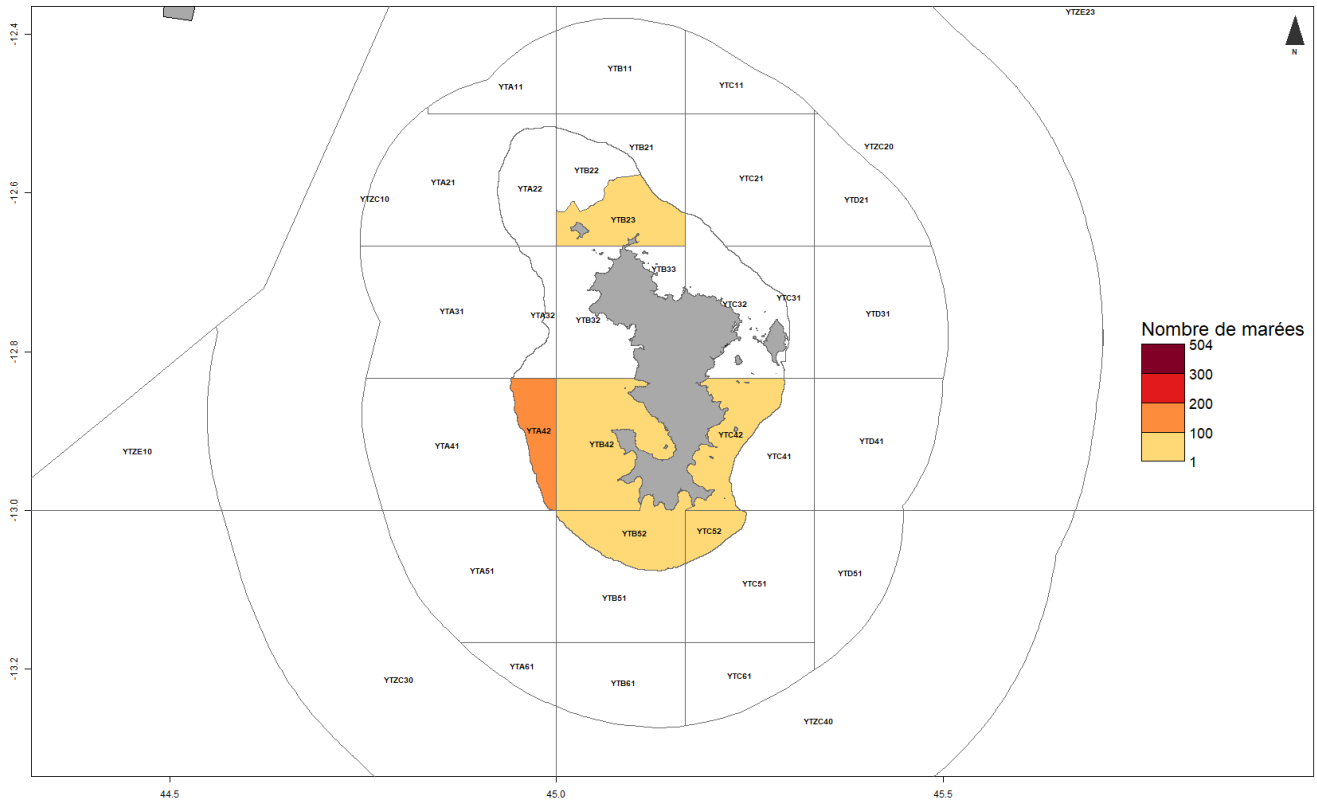 YTZE23
-12.4
N
YTB11
YTA11
YTC11
YTB21
YTZC20
YTB22
YTC21
YTA21
YTA22
-12.6
YTZC10
YTD21
YTB23
YTB33
YTC31
YTC32
YTA31
YTA32
YTB32
YTD31
Nombre de marées
504
300
200
100
1
-12.8
YTA42
YTC42
YTD41
YTB42
YTA41
YTZE10
YTC41
-13.0
YTB52
YTC52
YTA51
YTD51
YTC51
YTB51
YTA61
-13.2
YTC61
YTZC30
YTB61
YTZC40
44.5
45.0
45.5